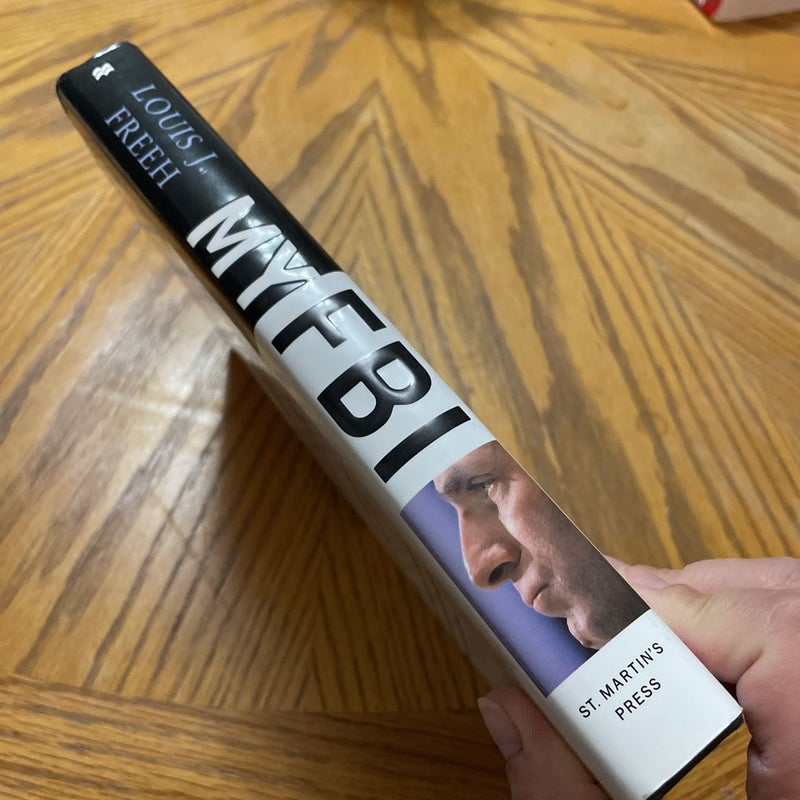 LOUIS J.
FREEH
MY FBI
ST. MARTIN'S
PRESS